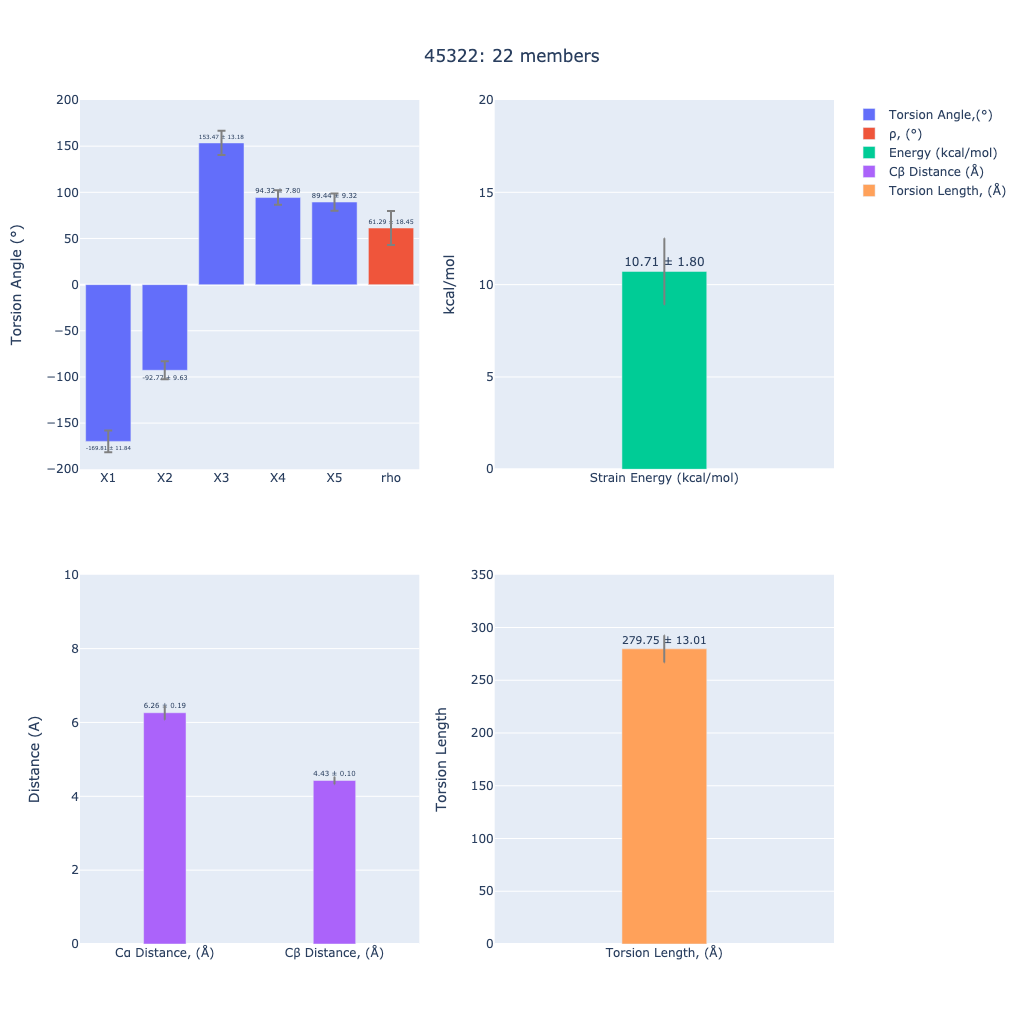 45322: 22 members
Torsion Angle (°)
200
150
100
50
0
−50
−100
−150
−200
153.47 ± 13.18
94.32 ± 7.80
89.44 ± 9.32
61.29 ± 18.45
-92.77 ± 9.63
-169.81 ± 11.84
X1 X2 X3 X4 X5 rho
kcal/mol
20
15
10
5
0
10.71 ± 1.80
Strain Energy (kcal/mol)
Torsion Angle,(°)
ρ, (°)
Energy (kcal/mol)
Cβ Distance (Å)
Torsion Length, (Å)
Distance (A)
10
8
6
4
2
0
6.26 ± 0.19
4.43 ± 0.10
Cα Distance, (Å) Cβ Distance, (Å)
Torsion Length
350
300
250
200
150
100
50
0
279.75 ± 13.01
Torsion Length, (Å)